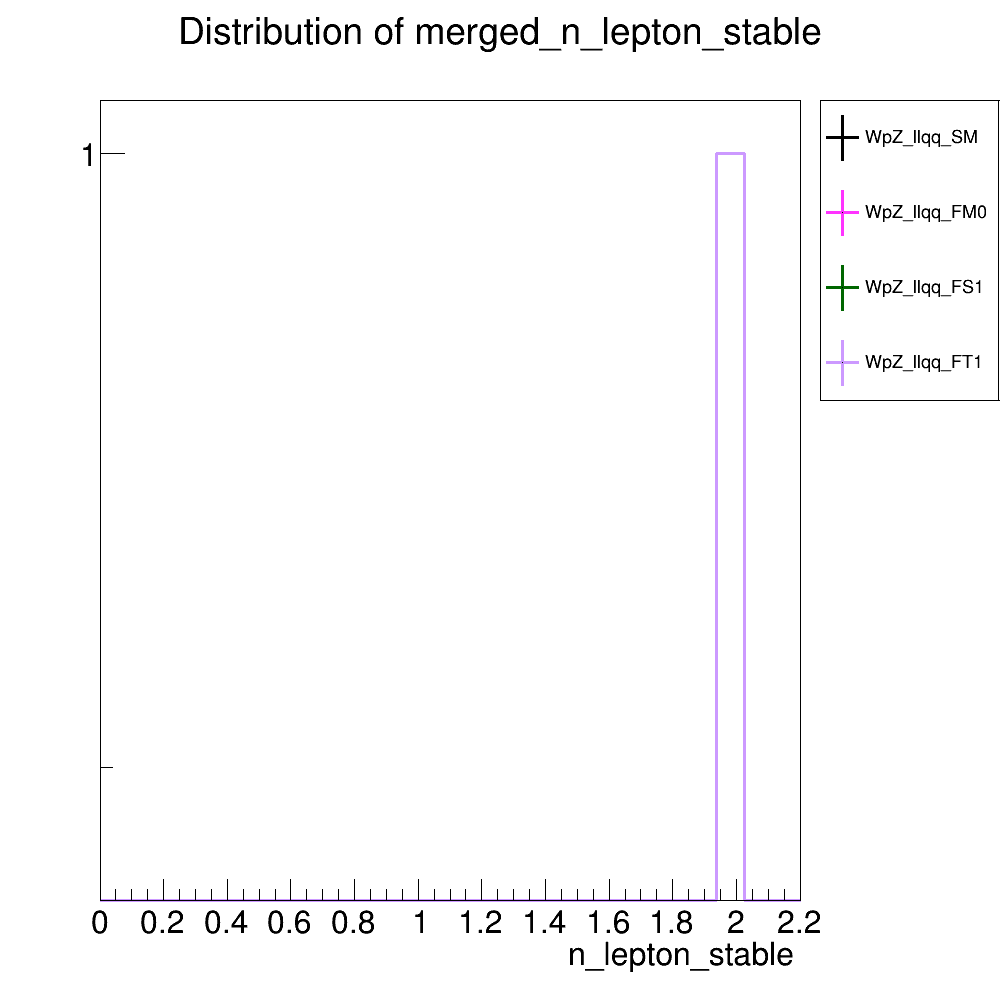 Distribution of merged_n_lepton_stable
1
WpZ_llqq_SM
WpZ_llqq_FM0
WpZ_llqq_FS1
WpZ_llqq_FT1
0 0.2 0.4 0.6 0.8 1 1.2 1.4 1.6 1.8 2 2.2
n_lepton_stable